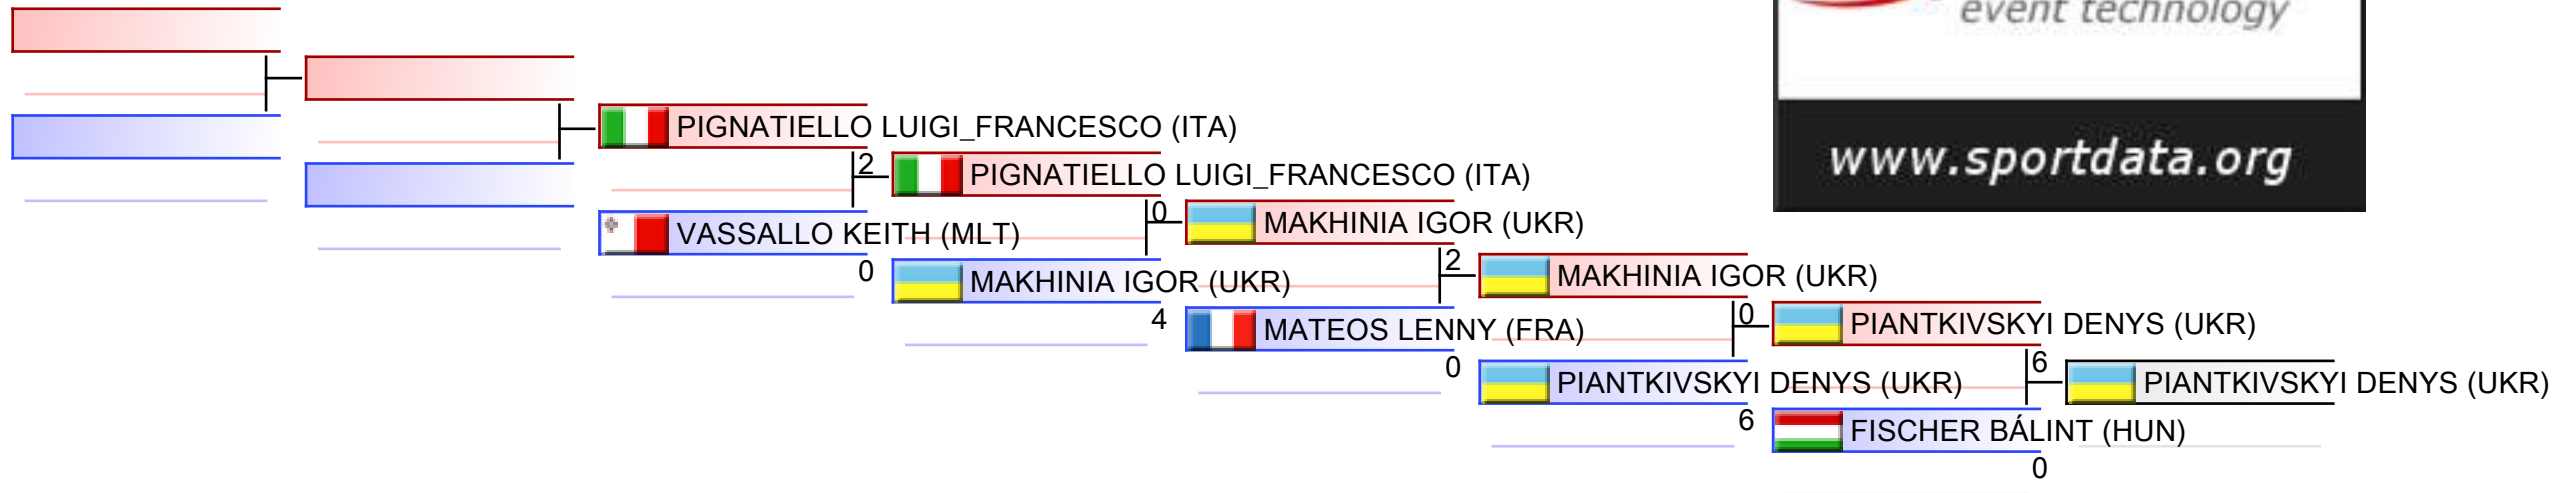 event technology
www.sportdata.org
PIGNATIELLO LUIGI_FRANCESCO (ITA)
2
PIGNATIELLO LUIGI_FRANCESCO (ITA)
VASSALLO KEITH (MLT)
0
0
MAKHINIA IGOR (UKR)
MAKHINIA IGOR (UKR)
4
2
MAKHINIA IGOR (UKR)
MATEOS LENNY (FRA)
0
0
PIANTKIVSKYI DENYS (UKR)
PIANTKIVSKYI DENYS (UKR)
6
6
PIANTKIVSKYI DENYS (UKR)
FISCHER BÁLINT (HUN)
0